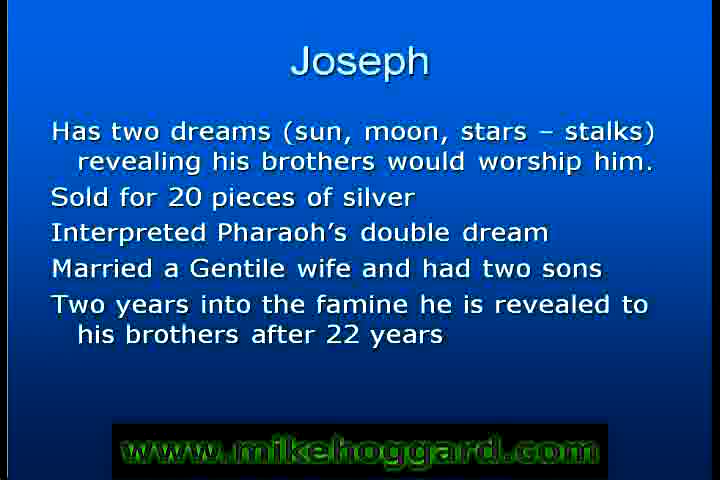 Joseph
Has two dreams (sun, moon, stars – stalks)
revealing his brothers would worship him.
Sold for 20 pieces of silver
Interpreted Pharaoh’s double dream
Married a Gentile wife and had two sons
Two years into the famine he is revealed to
his brothers after 22 years
www.mikehoggard.com